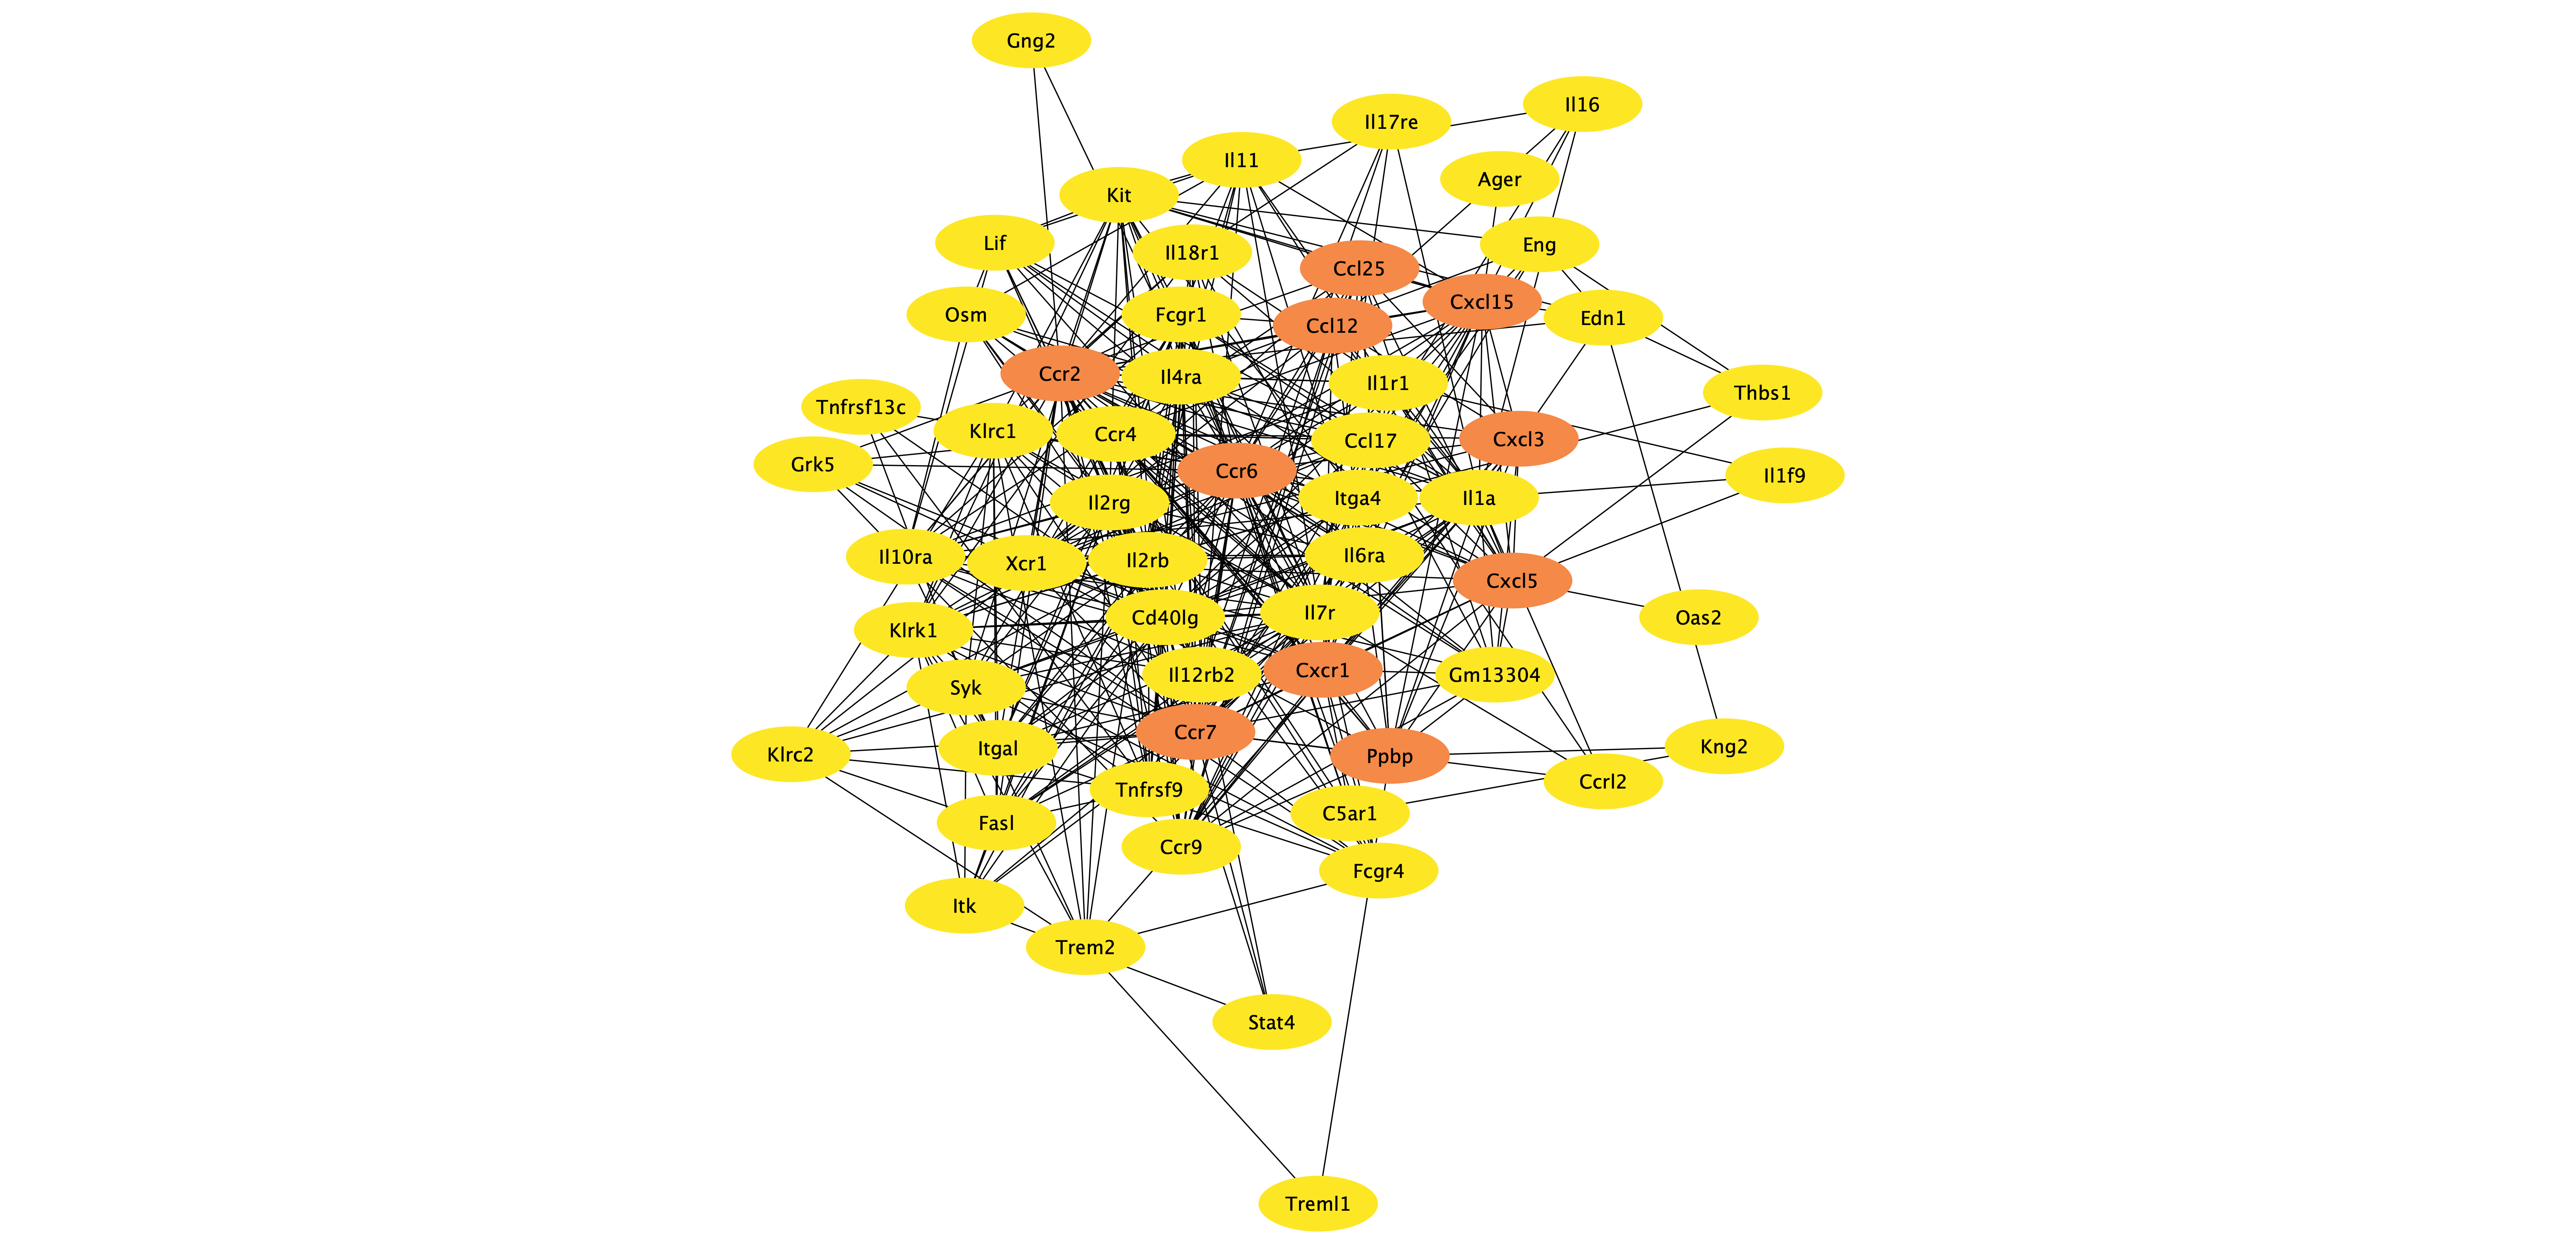 Gng2
Il16
Il17re
Il11
Ager
Kit
Lif
Eng
Il18r1
Ccl25
Cxcl15
Osm
Fcgr1
Edn1
Ccl12
Ccr2
Il4ra
Il1r1
Thbs1
Tnfrsf13c
Klrc1
Ccr4
Ccl17
Cxcl3
Grk5
Ccr6
Il1f9
Il2rg
Itga4
Il1a
Il10ra
Xcr1
Il2rb
Il6ra
Cxcl5
Klrk1
Cd40lg
Il7r
Oas2
Syk
Il12rb2
Cxcr1
Gm13304
Ccr7
Klrc2
Itgal
Ppbp
Kng2
Tnfrsf9
Ccrl2
Fasl
C5ar1
Ccr9
Fcgr4
Itk
Trem2
Stat4
Treml1